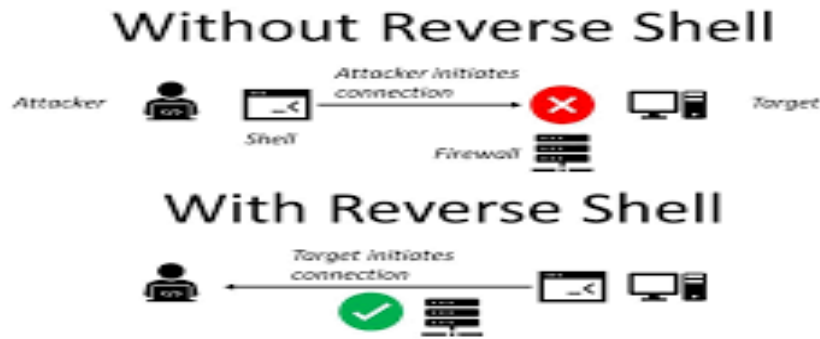 Without Reverse Shell
Attacker initiates
connection
Attacker
Target
Shell
Firewall
With Reverse Shell
Target initiates
connection